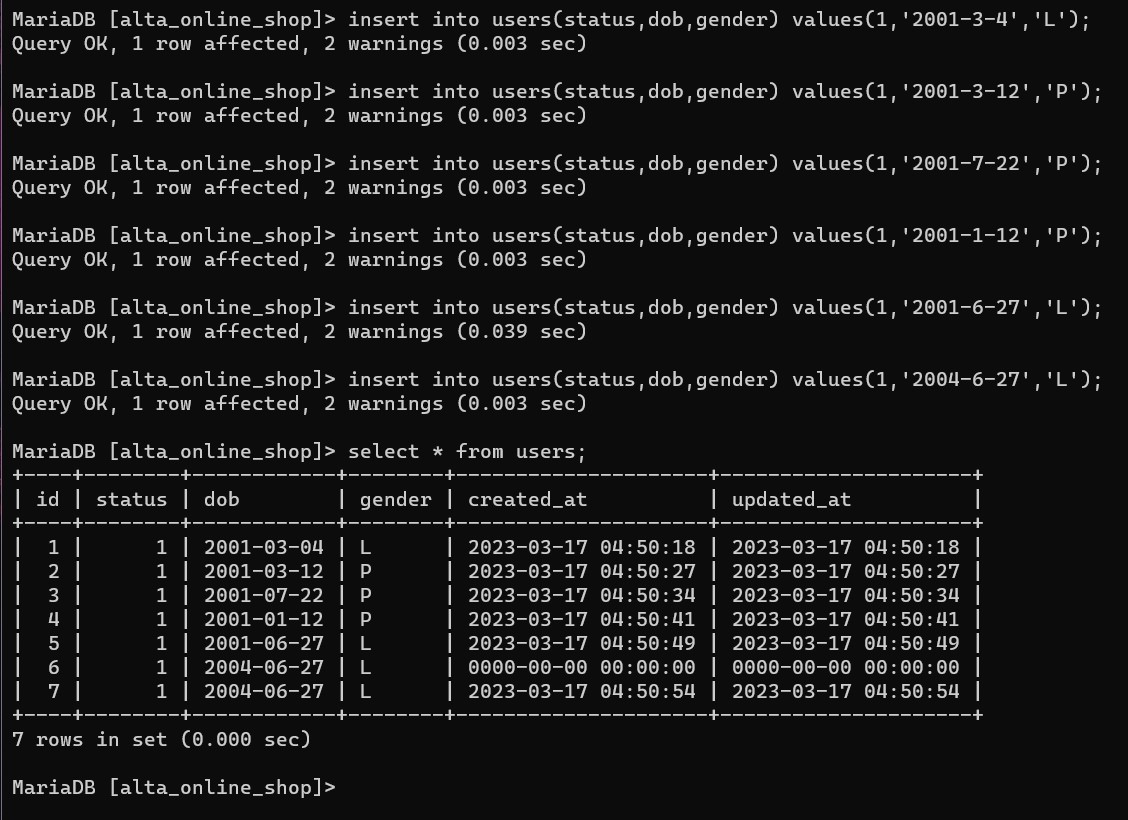 MariaDB [alta_online_shop]> insert into users(status,dob,gender) values(1,'2001-3-4','L');
Query OK, 1 row affected, 2 warnings (0.003 sec)
MariaDB [alta_online_shop]> insert into users(status,dob,gender) values(1,'2001-3-12','P');
Query OK, 1 row affected, 2 warnings (0.003 sec)
MariaDB [alta_online_shop]> insert into users(status,dob,gender) values(1,'2001-7-22','P');
Query OK, 1 row affected, 2 warnings (0.003 sec)
MariaDB [alta_online_shop]> insert into users(status,dob,gender) values(1,'2001-1-12','P');
Query OK, 1 row affected, 2 warnings (0.003 sec)
MariaDB [alta_online_shop]> insert into users(status,dob,gender) values(1,'2001-6-27','L');
Query OK, 1 row affected, 2 warnings (0.039 sec)
MariaDB [alta_online_shop]> insert into users(status,dob,gender) values(1,'2004-6-27','L');
Query OK, 1 row affected, 2 warnings (0.003 sec)
MariaDB [alta_online_shop]> select * from users;
+----+--------+------------+--------+---------------------+---------------------+
| id | status | dob        | gender | created_at          | updated_at          |
+----+--------+------------+--------+---------------------+---------------------+
|  1 |      1 | 2001-03-04 | L      | 2023-03-17 04:50:18 | 2023-03-17 04:50:18 |
|  2 |      1 | 2001-03-12 | P      | 2023-03-17 04:50:27 | 2023-03-17 04:50:27 |
|  3 |      1 | 2001-07-22 | P      | 2023-03-17 04:50:34 | 2023-03-17 04:50:34 |
|  4 |      1 | 2001-01-12 | P      | 2023-03-17 04:50:41 | 2023-03-17 04:50:41 |
|  5 |      1 | 2001-06-27 | L      | 2023-03-17 04:50:49 | 2023-03-17 04:50:49 |
|  6 |      1 | 2004-06-27 | L      | 0000-00-00 00:00:00 | 0000-00-00 00:00:00 |
|  7 |      1 | 2004-06-27 | L      | 2023-03-17 04:50:54 | 2023-03-17 04:50:54 |
+----+--------+------------+--------+---------------------+---------------------+
7 rows in set (0.000 sec)
MariaDB [alta_online_shop]>